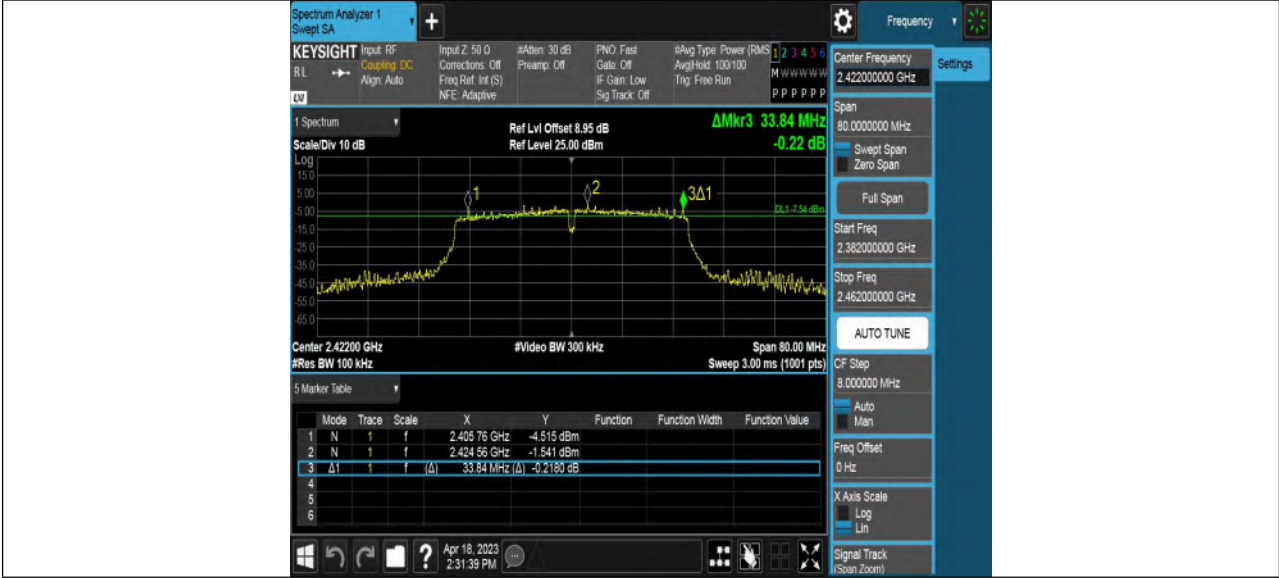 Spectrum Analyzer 1
Swept SA
+
Frequency
KEYSIGHT
RL
LXI
Input: RF
Coupling: DC
Align: Auto
Input Z: 50 Ω
Corrections: Off
Freq Ref: Int (S)
NFE: Adaptive
#Atten: 30 dB
Preamp: Off
PNO: Fast
Gate: Off
IF Gain: Low
Sig Track: Off
#Avg Type: Power (RMS
Avg|Hold: 100/100
Trig: Free Run
1 2 3 4 5 6
M W W W W W
P P P P P P
1 Spectrum
Scale/Div 10 dB
Ref Lvl Offset 8.95 dB
Ref Level 25.00 dBm
ΔMkr3 33.84 MHz
-0.22 dB
Log
15.0
5.00
-5.00
-15.0
-25.0
-35.0
-45.0
-55.0
-65.0
1
2
3Δ1
DL1 -7.54 dBm
Center 2.42200 GHz
#Video BW 300 kHz
Span 80.00 MHz
#Res BW 100 kHz
Sweep 3.00 ms (1001 pts)
5 Marker Table
Mode Trace Scale X Y Function Function Width Function Value
1 N 1 f 2.405 76 GHz -4.515 dBm
2 N 1 f 2.424 56 GHz -1.541 dBm
3 Δ1 1 f (Δ) 33.84 MHz (Δ) -0.2180 dB
4
5
6
?
Apr 18, 2023
2:31:39 PM
Center Frequency
2.422000000 GHz
Settings
Span
80.0000000 MHz
Swept Span
Zero Span
Full Span
Start Freq
2.382000000 GHz
Stop Freq
2.462000000 GHz
AUTO TUNE
CF Step
8.000000 MHz
Auto
Man
Freq Offset
0 Hz
X Axis Scale
Log
Lin
Signal Track
(Span Zoom)